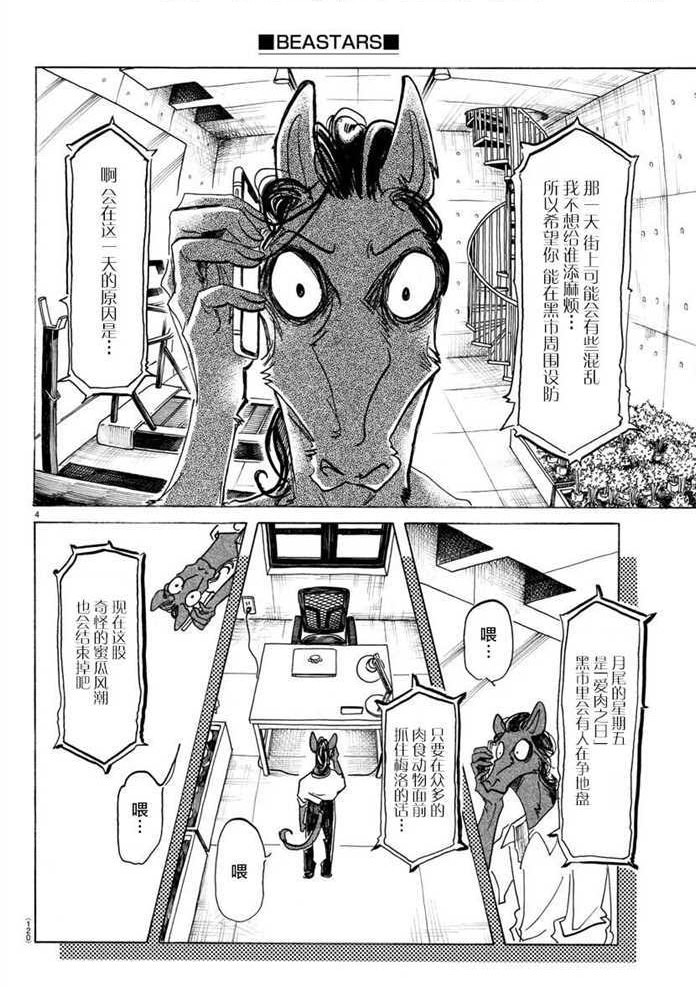 ■BEASTARS■
那一天 街上可能会有些混乱
我不想给谁添麻烦…
所以希望你 能在黑市周围设防
啊 会在这一天的原因是…
4
月尾的星期五
是「爱肉之日」
黑市里会有人在争地盘
喂…
只要在众多的
肉食动物面前
抓住梅洛的话…
喂
现在这股
奇怪的蜜瓜风潮
也会结束掉吧
喂…
(120)